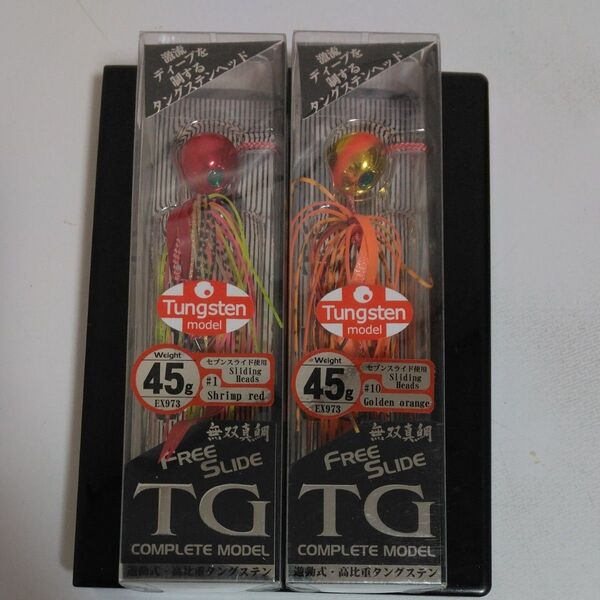 激流
ディープを
制する
タングステンヘッド
Tungsten
model
Weight
45g
EX973
セブンスライド使用
#1
Sliding
Heads
Shrimp red
無双真鯛
FREE
SLIDE
TG
COMPLETE MODEL
遊動式・高比重タングステン
激流
ディープを
制する
タングステンヘッド
Tungsten
model
Weight
45g
EX973
セブンスライド使用
#10
Sliding
Heads
Golden orange
無双真鯛
FREE
SLIDE
TG
COMPLETE MODEL
遊動式・高比重タングステン